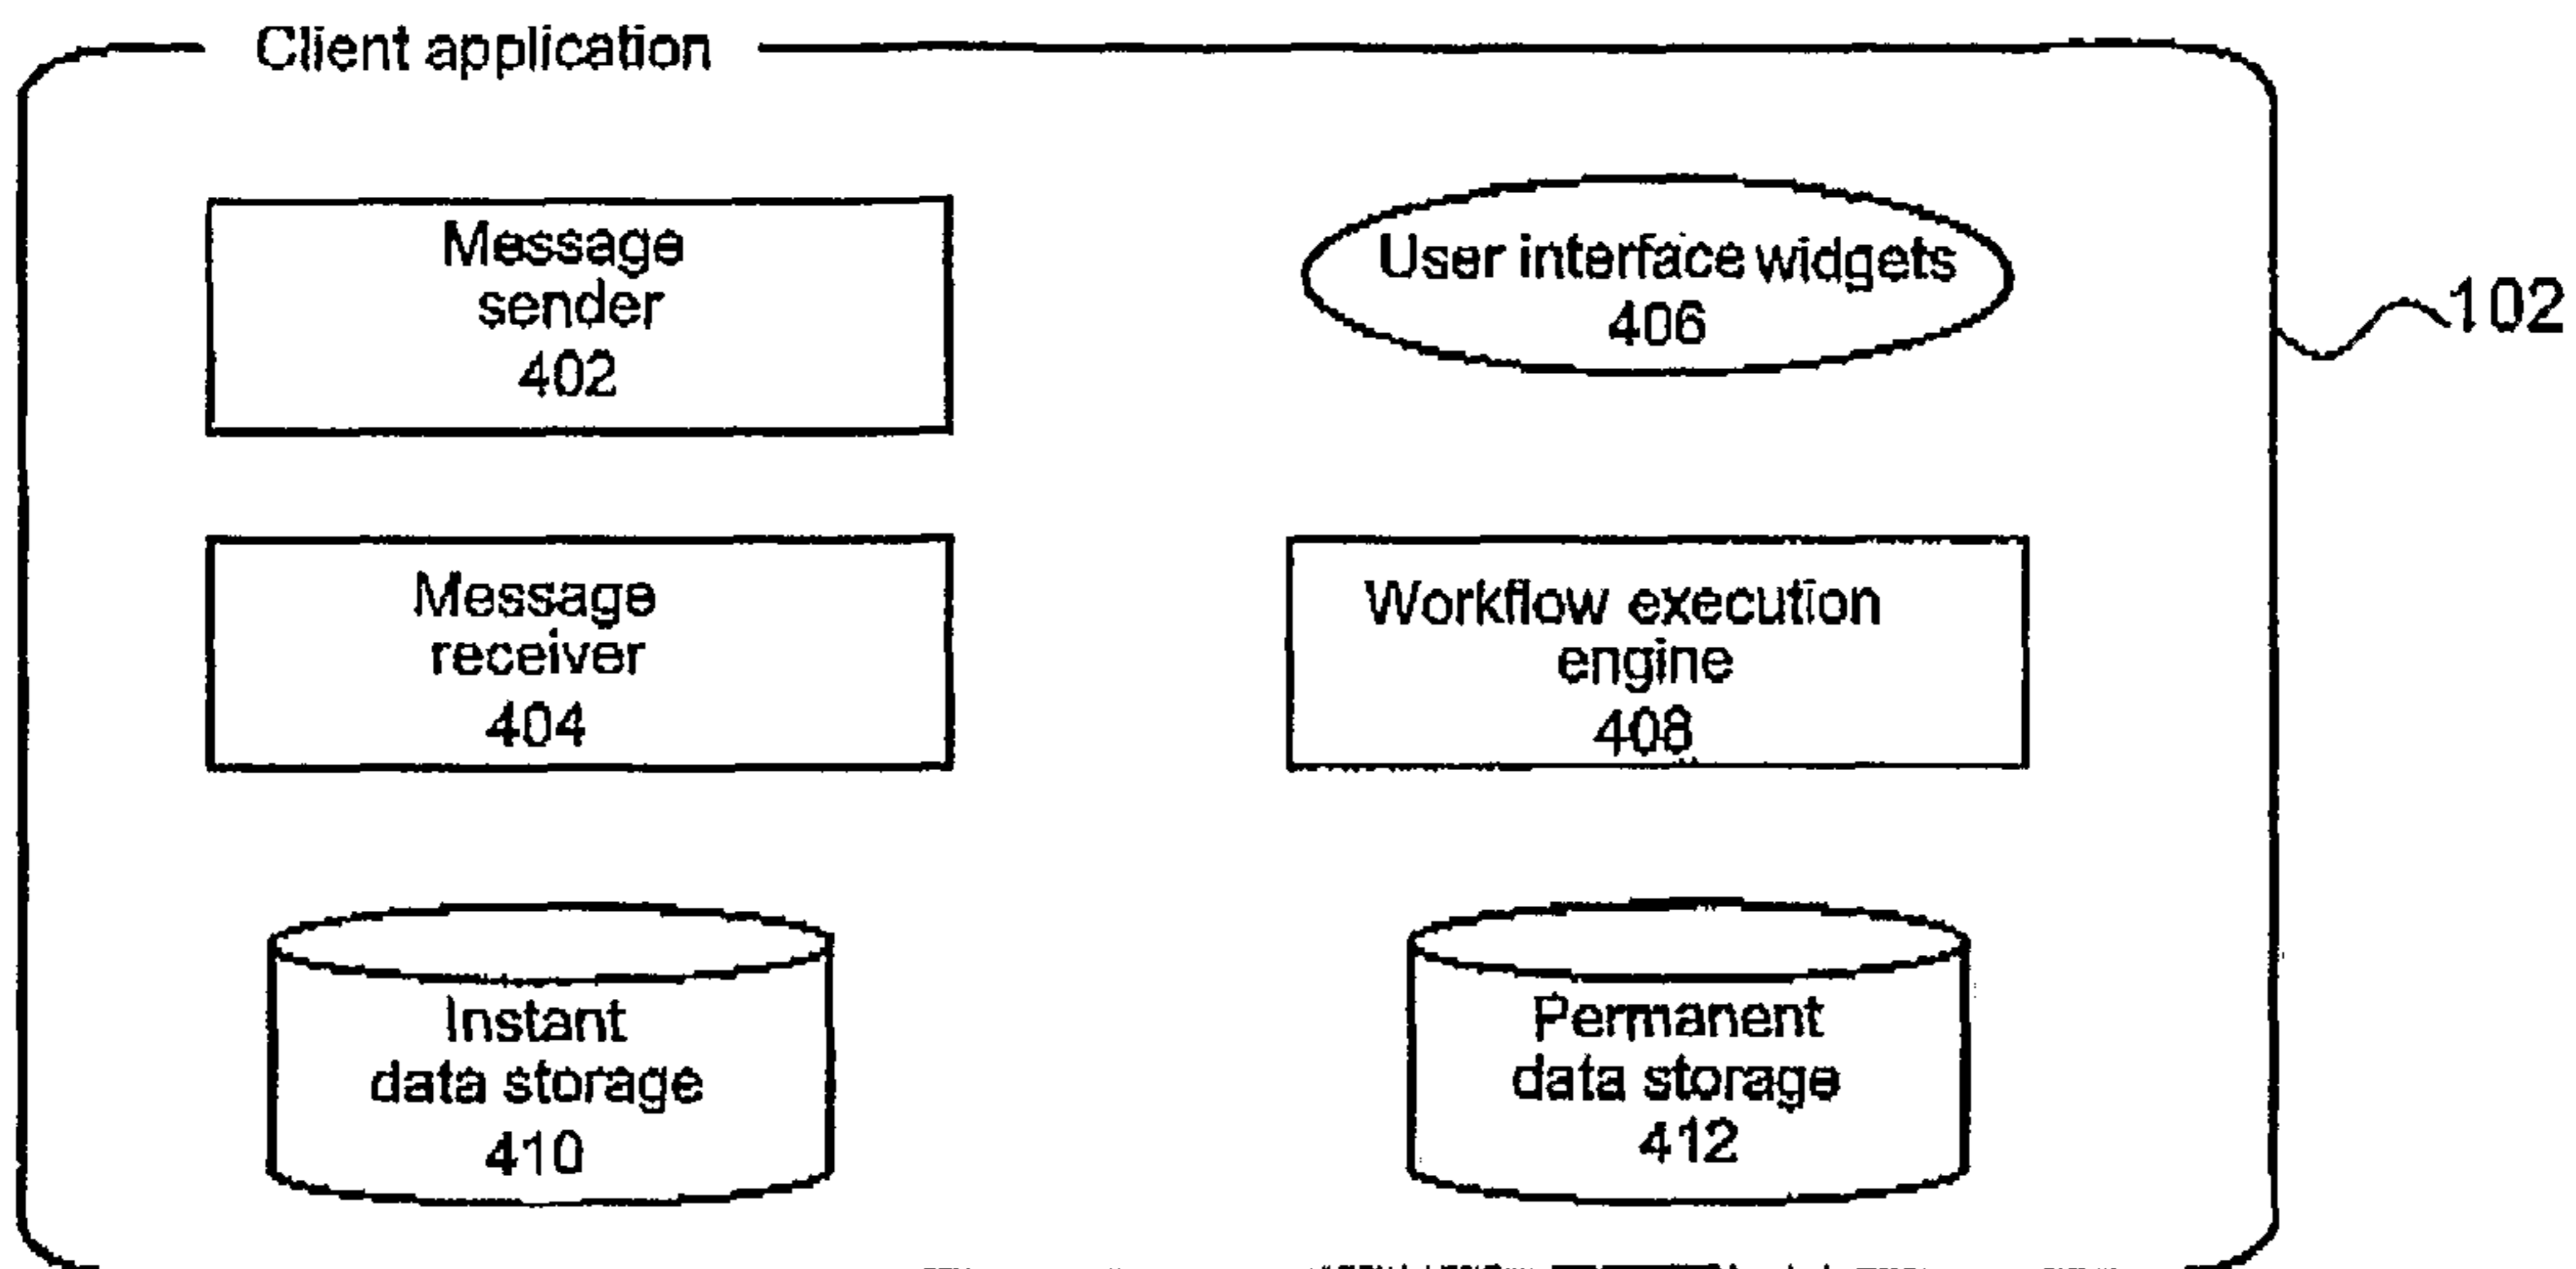 Client application
Message
sender
402
User interface widgets
406
102
Message
receiver
404
Workflow execution
engine
408
Instant
data storage
410
Permanent
data storage
412